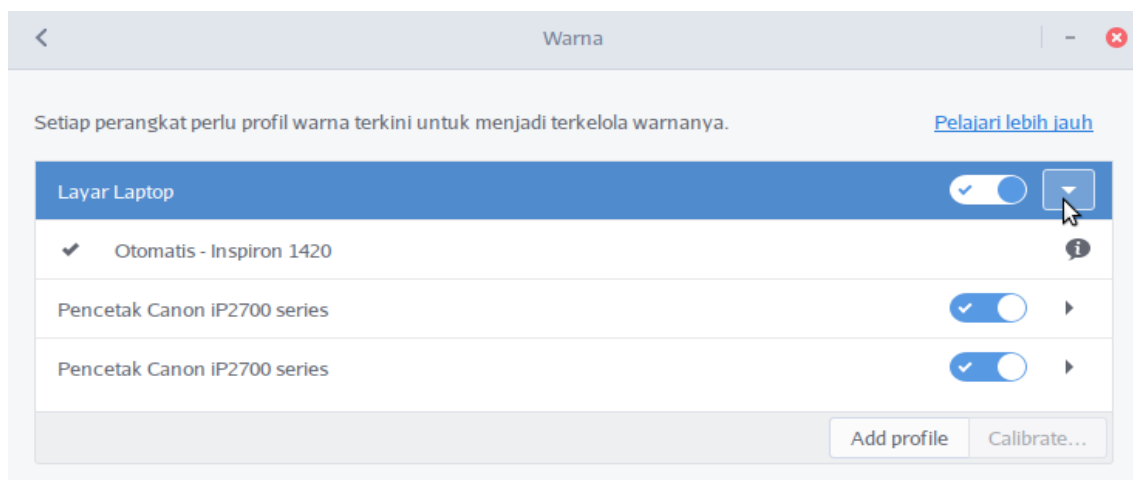 Warna
Setiap perangkat perlu profil warna terkini untuk menjadi terkelola warnanya. Pelajari lebih jauh
Layar Laptop
Otomatis - Inspiron 1420
Pencetak Canon iP2700 series
Pencetak Canon iP2700 series
Add profile Calibrate...